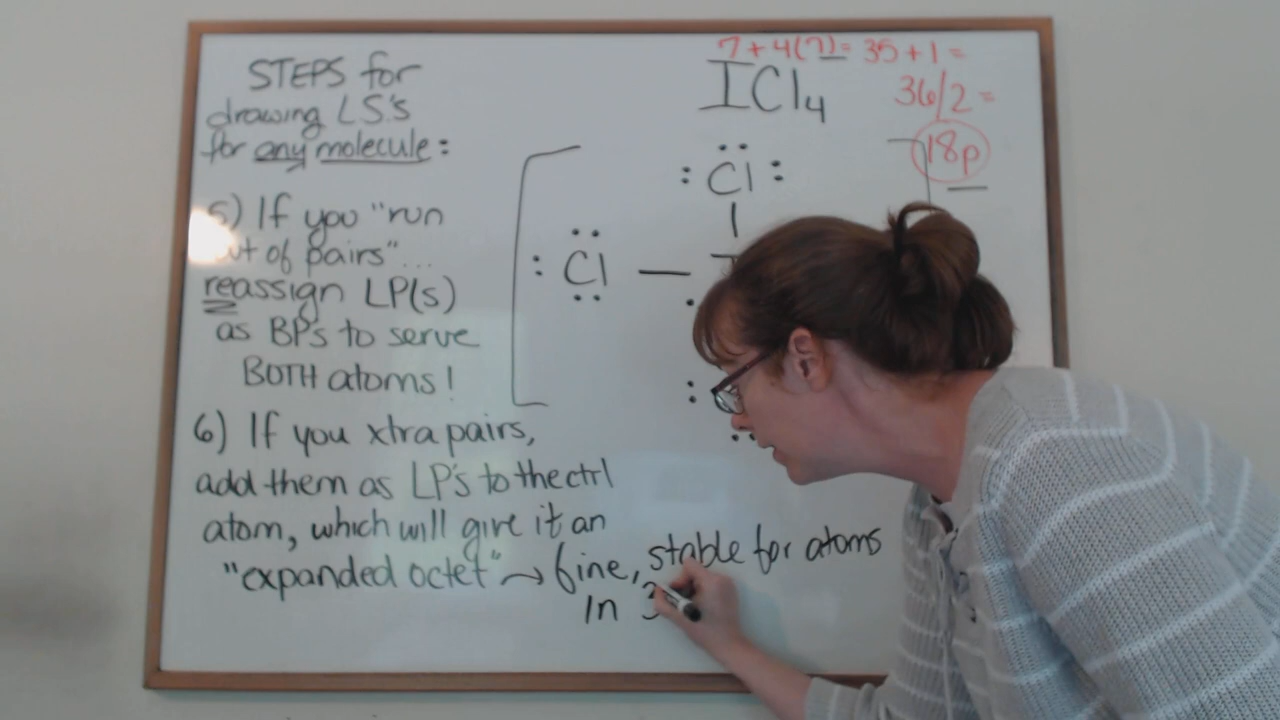 STEPS for
drawing LS's
for any molecule:
5) If you "run
out of pairs"...
reassign LP(s)
as BP's to serve
BOTH atoms!
6) If you xtra pairs,
add them as LP's to the ctrl
atom, which will give it an
"expanded octet" → fine, stable for atoms
in 3
7+4(7)= 35+1=
36/2=
18p
ICl4
Cl
Cl — I